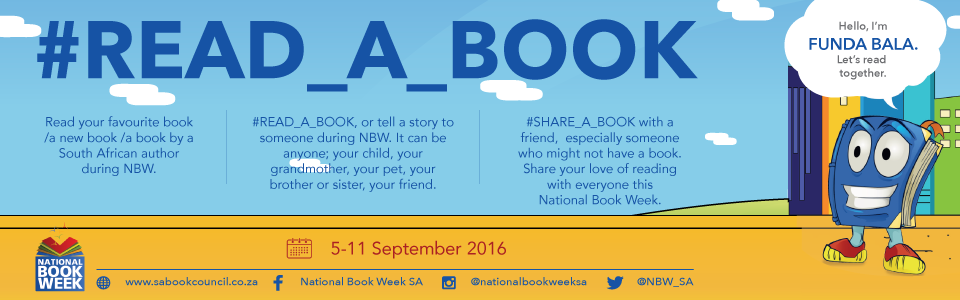 #READ_A_BOOK
Hello, I'm
FUNDA BALA.
Let's read
together.
Read your favourite book
/a new book /a book by a
South African author
during NBW.
#READ_A_BOOK, or tell a story to
someone during NBW. It can be
anyone; your child, your
grandmother, your pet, your
brother or sister, your friend.
#SHARE_A_BOOK with a
friend,  especially someone
who might not have a book.
Share your love of reading
with everyone this
National Book Week.
NATIONAL
BOOK
WEEK
5-11 September 2016
www.sabookcouncil.co.za
National Book Week SA
@nationalbookweeksa
@NBW_SA